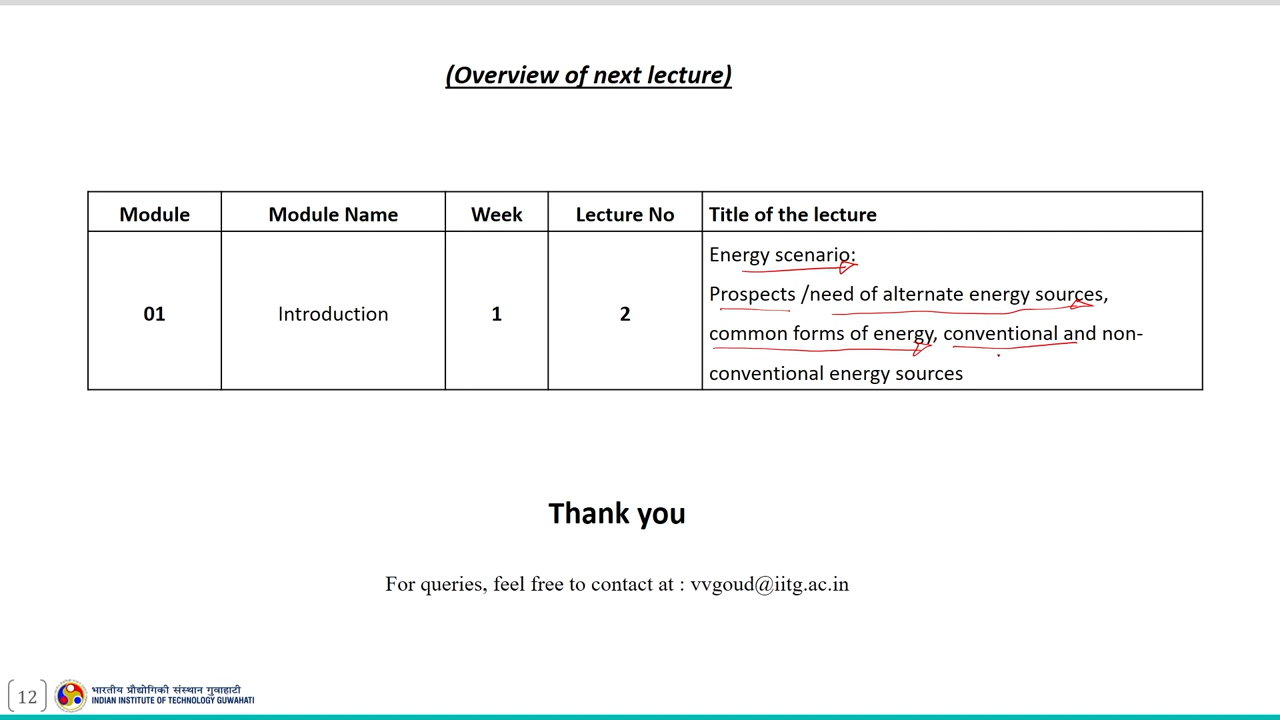 (Overview of next lecture)
Module Module Name Week Lecture No Title of the lecture
01 Introduction 1 2 Energy scenario:
Prospects /need of alternate energy sources,
common forms of energy, conventional and non-
conventional energy sources
Thank you
For queries, feel free to contact at : vvgoud@iitg.ac.in
12
भारतीय प्रौद्योगिकी संस्थान गुवाहाटी
INDIAN INSTITUTE OF TECHNOLOGY GUWAHATI